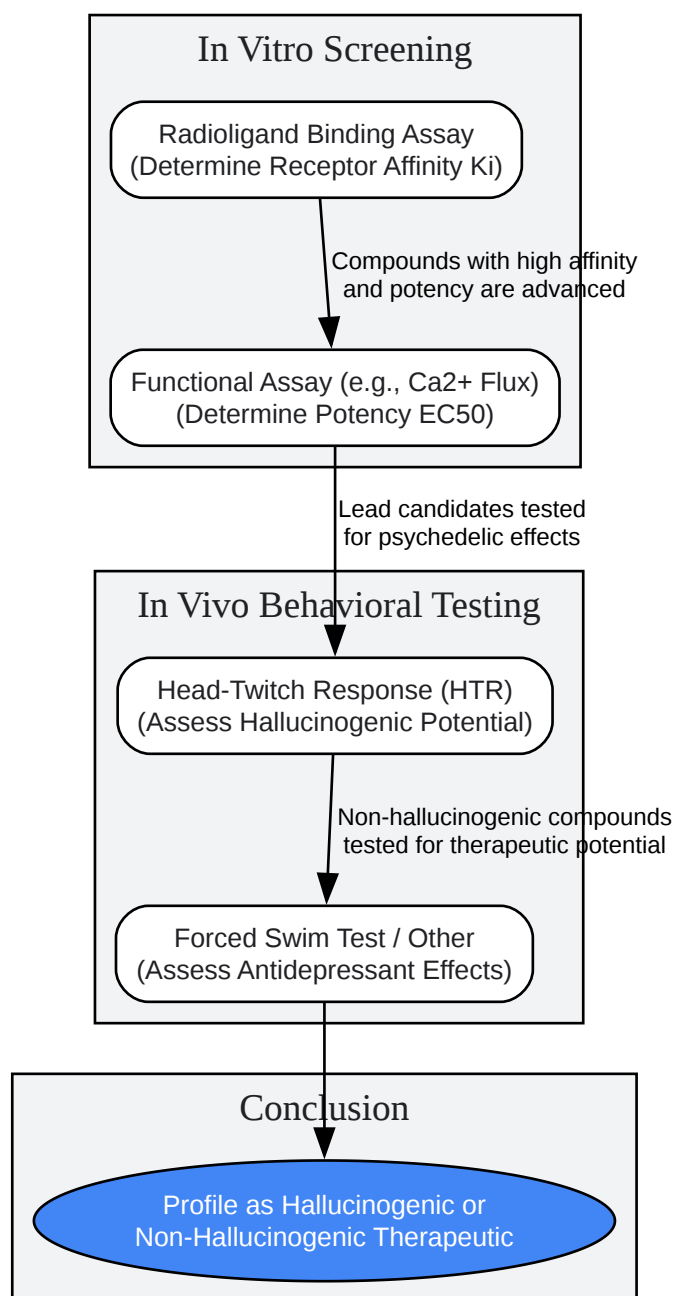 In Vitro Screening
Radioligand Binding Assay
(Determine Receptor Affinity Ki)
Compounds with high affinity
and potency are advanced
Functional Assay (e.g., Ca2+ Flux)
(Determine Potency EC50)
Lead candidates tested
for psychedelic effects
In Vivo Behavioral Testing
Head-Twitch Response (HTR)
(Assess Hallucinogenic Potential)
Non-hallucinogenic compounds
tested for therapeutic potential
Forced Swim Test / Other
(Assess Antidepressant Effects)
Conclusion
Profile as Hallucinogenic or
Non-Hallucinogenic Therapeutic